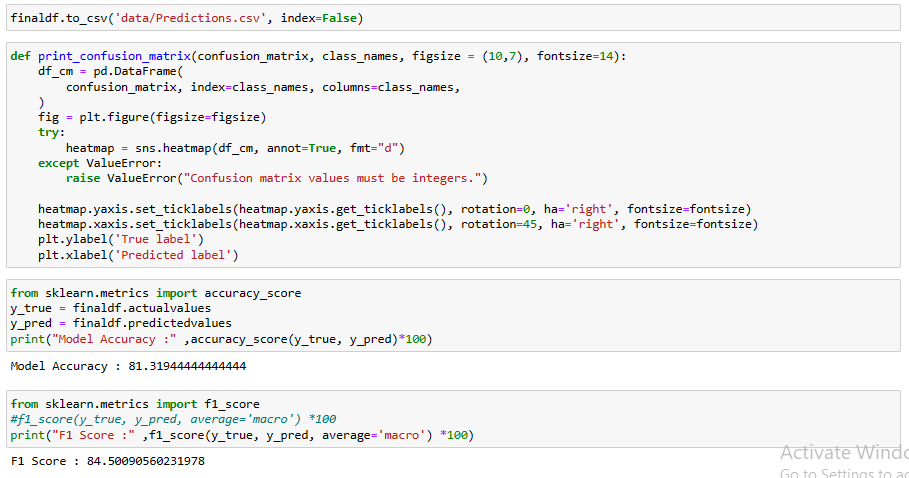 finaldf.to_csv('data/Predictions.csv', index=False)
def print_confusion_matrix(confusion_matrix, class_names, figsize = (10,7), fontsize=14):
    df_cm = pd.DataFrame(
        confusion_matrix, index=class_names, columns=class_names,
    )
    fig = plt.figure(figsize=figsize)
    try:
        heatmap = sns.heatmap(df_cm, annot=True, fmt="d")
    except ValueError:
        raise ValueError("Confusion matrix values must be integers.")
    heatmap.yaxis.set_ticklabels(heatmap.yaxis.get_ticklabels(), rotation=0, ha='right', fontsize=fontsize)
    heatmap.xaxis.set_ticklabels(heatmap.xaxis.get_ticklabels(), rotation=45, ha='right', fontsize=fontsize)
    plt.ylabel('True label')
    plt.xlabel('Predicted label')
from sklearn.metrics import accuracy_score
y_true = finaldf.actualvalues
y_pred = finaldf.predictedvalues
print("Model Accuracy :" ,accuracy_score(y_true, y_pred)*100)
Model Accuracy : 81.31944444444444
from sklearn.metrics import f1_score
#f1_score(y_true, y_pred, average='macro') *100
print("F1 Score :" ,f1_score(y_true, y_pred, average='macro') *100)
F1 Score : 84.50090560231978
Activate Windo
Go to Settings to ac